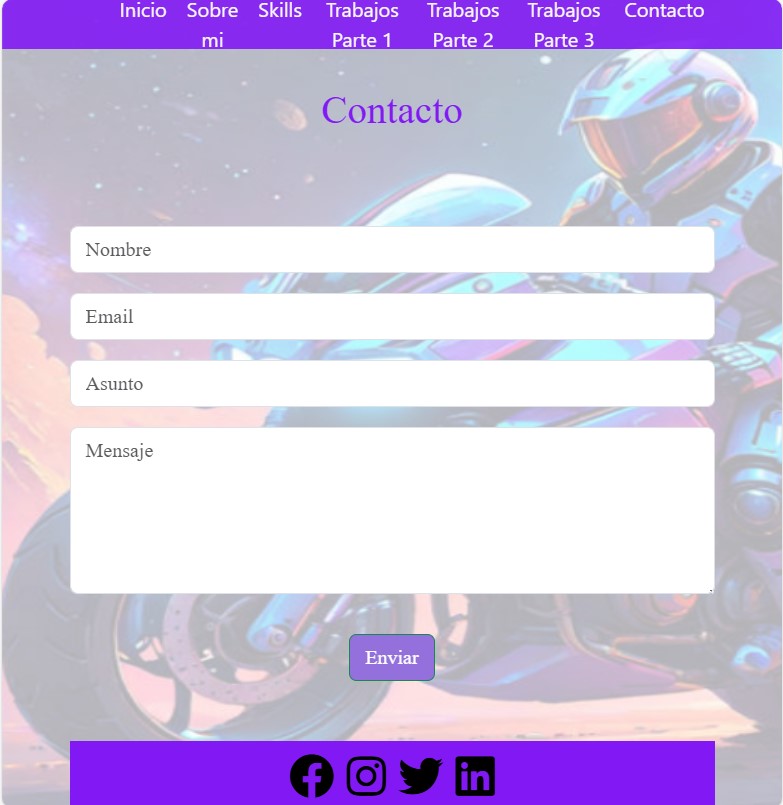 Inicio Sobre mi Skills Trabajos Parte 1 Trabajos Parte 2 Trabajos Parte 3 Contacto
Contacto
Nombre
Email
Asunto
Mensaje
Enviar